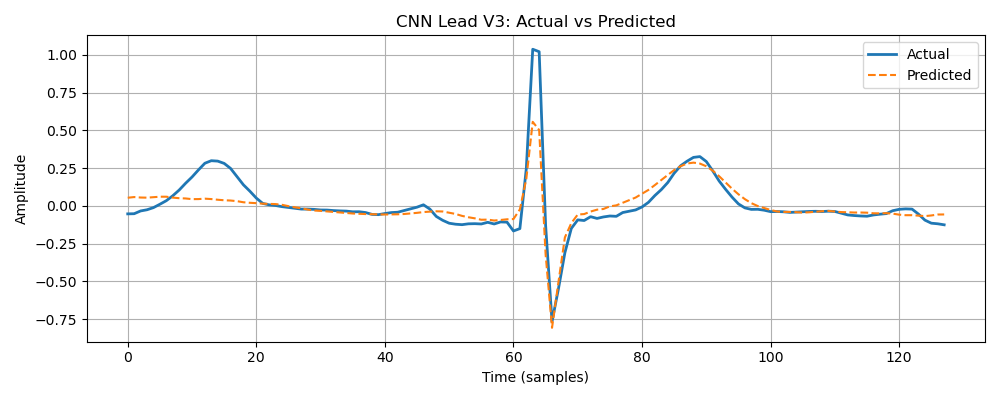 CNN Lead V3: Actual vs Predicted
Actual
Predicted
Amplitude
1.00
0.75
0.50
0.25
0.00
−0.25
−0.50
−0.75
0 20 40 60 80 100 120
Time (samples)